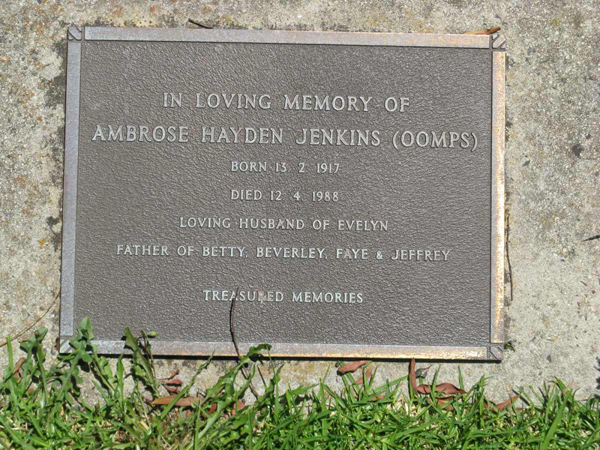 IN LOVING MEMORY OF
AMBROSE HAYDEN JENKINS (OOMPS)
BORN 13 2 1917
DIED 12 4 1988
LOVING HUSBAND OF EVELYN
FATHER OF BETTY, BEVERLEY, FAYE & JEFFREY
TREASURED MEMORIES